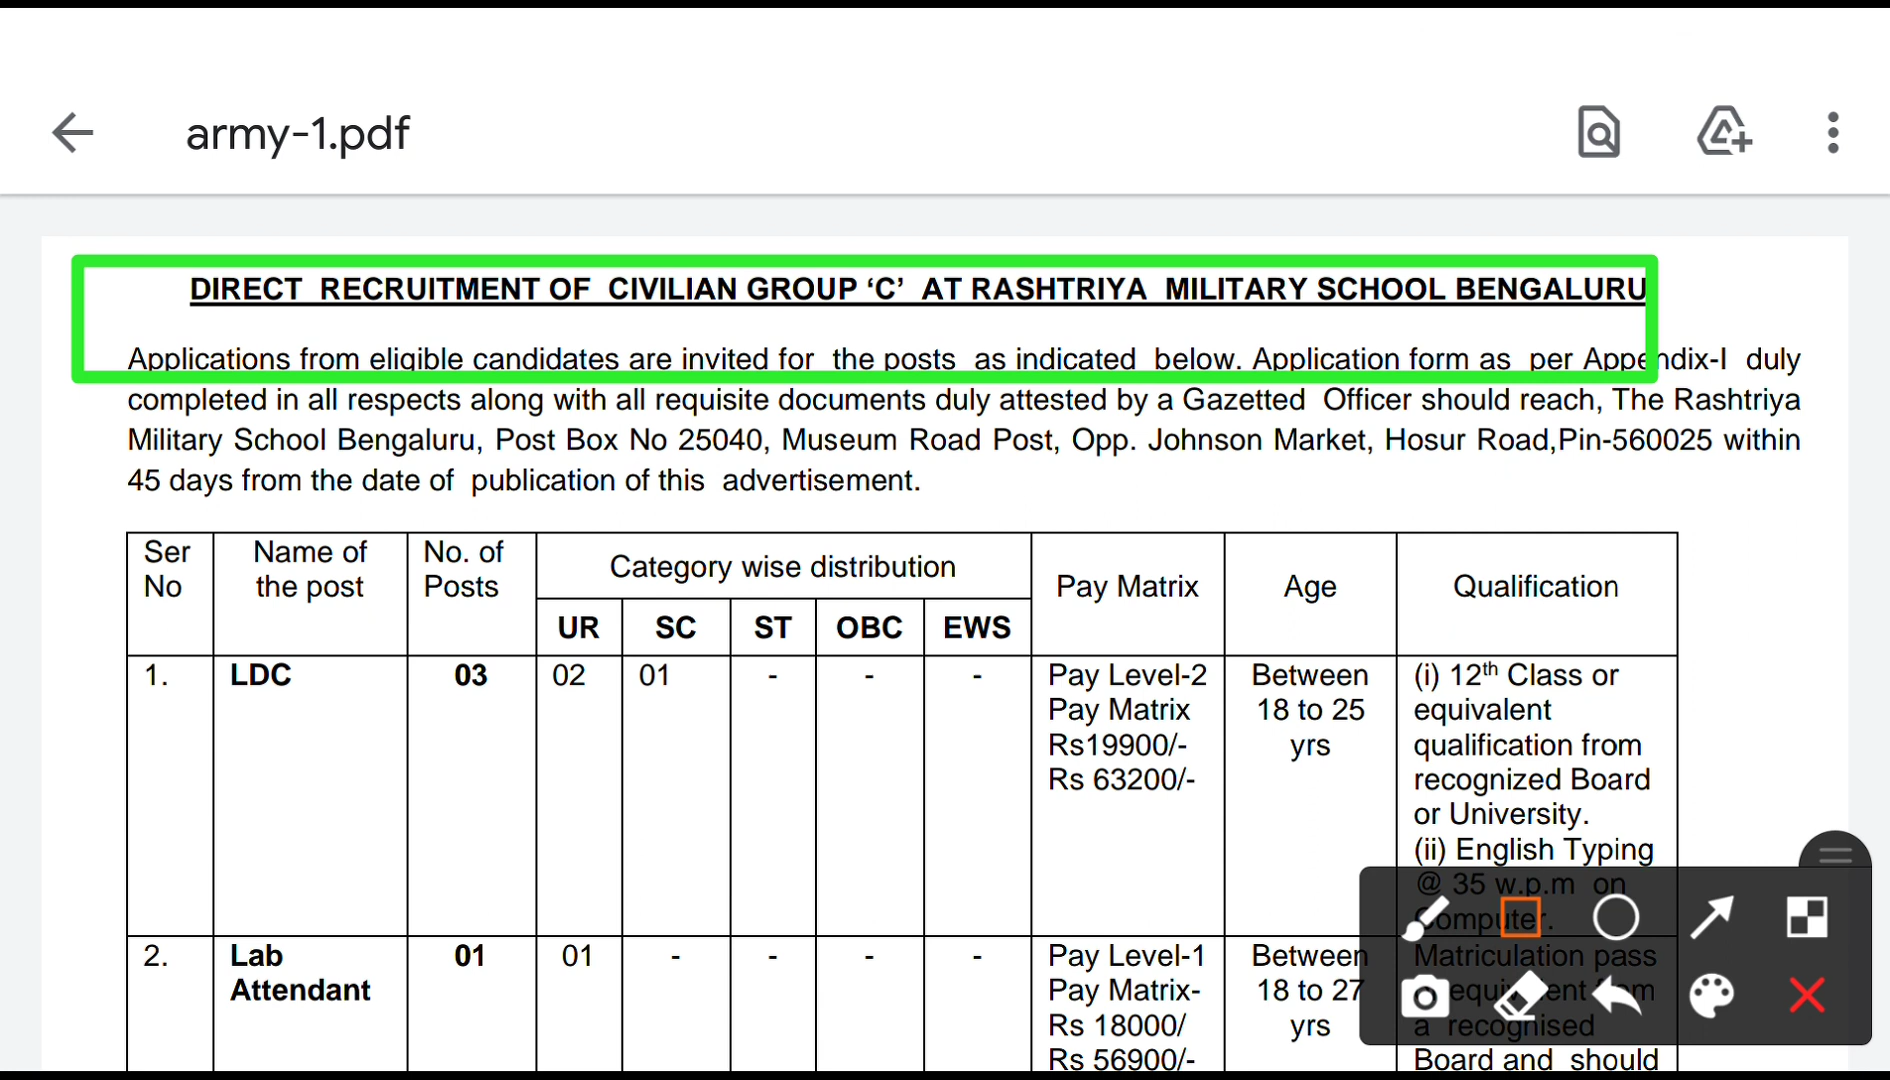 army-1.pdf
DIRECT RECRUITMENT OF CIVILIAN GROUP ‘C’ AT RASHTRIYA MILITARY SCHOOL BENGALURU
Applications from eligible candidates are invited for the posts as indicated below. Application form as per Appendix-I duly
completed in all respects along with all requisite documents duly attested by a Gazetted Officer should reach, The Rashtriya
Military School Bengaluru, Post Box No 25040, Museum Road Post, Opp. Johnson Market, Hosur Road,Pin-560025 within
45 days from the date of publication of this advertisement.
Ser No Name of the post No. of Posts Category wise distribution Pay Matrix Age Qualification
UR SC ST OBC EWS
1. LDC 03 02 01 - - - Pay Level-2 Between (i) 12th Class or
Pay Matrix 18 to 25 equivalent
Rs19900/- yrs qualification from
Rs 63200/- recognized Board
or University.
(ii) English Typing
@ 35 w.p.m on
Computer.
2. Lab 01 01 - - - - Pay Level-1 Between Matriculation pass
Attendant Pay Matrix- 18 to 27
Rs 18000/ yrs a recognised
Rs 56900/- Board and should